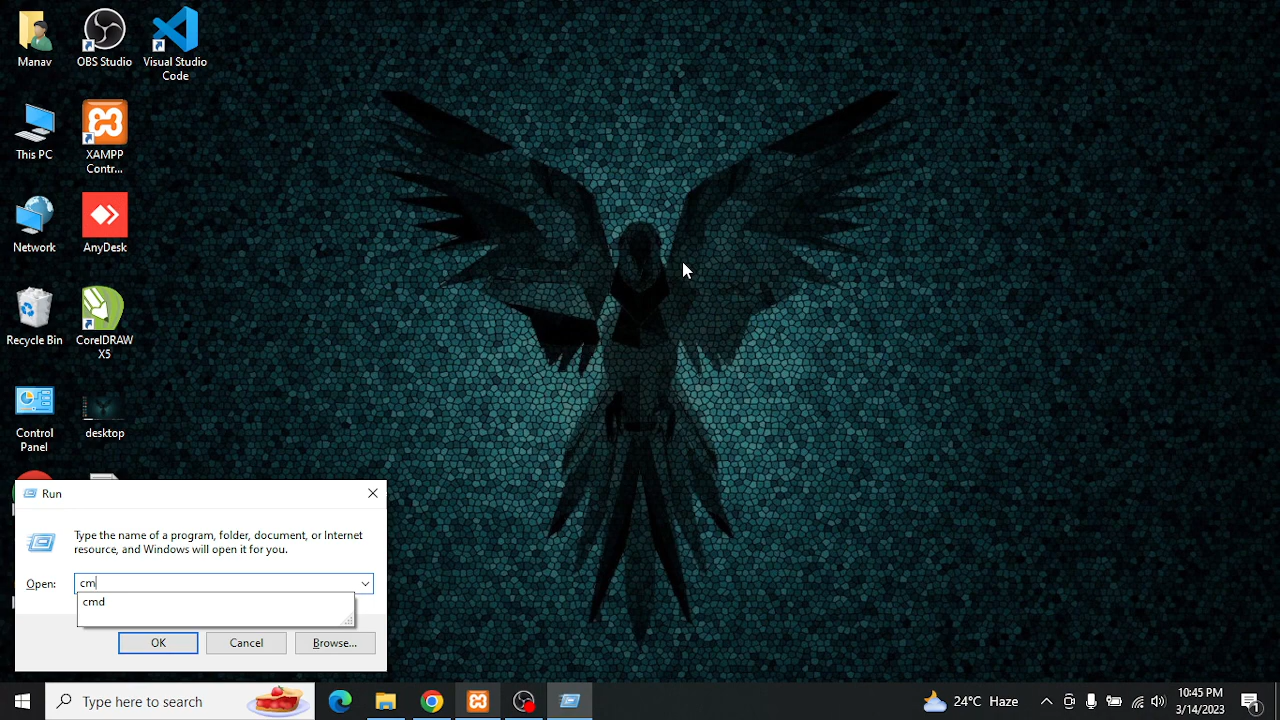 Manav
OBS Studio
Visual Studio
Code
This PC
XAMPP
Contr...
Network
AnyDesk
Recycle Bin
CorelDRAW
X5
Control
Panel
desktop
Run
Type the name of a program, folder, document, or Internet
resource, and Windows will open it for you.
Open:
cm
cmd
OK
Cancel
Browse...
Type here to search
24°C Haze
10:45 PM
3/14/2023
1